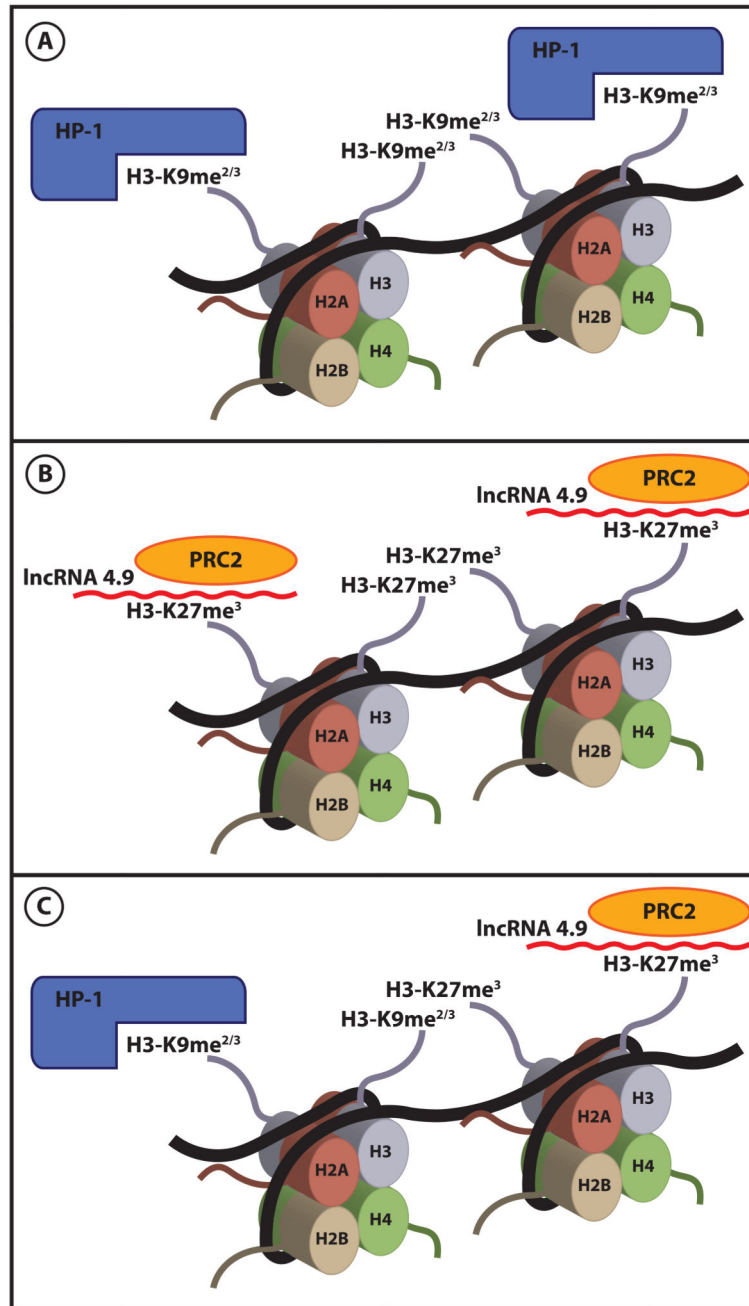 A
HP-1
HP-1
H3-K9me²/³
H3-K9me²/³
H3-K9me²/³
H3-K9me²/³
H3
H2A
H3
H4
H2A
H2B
H4
H2B
B
PRC2
lncRNA 4.9
H3-K27me³
PRC2
H3-K27me³
lncRNA 4.9
H3-K27me³
H3-K27me³
H3
H2A
H3
H4
H2A
H2B
H4
H2B
C
PRC2
lncRNA 4.9
H3-K27me³
HP-1
H3-K27me³
H3-K9me²/³
H3-K9me²/³
H3
H2A
H3
H4
H2A
H2B
H4
H2B